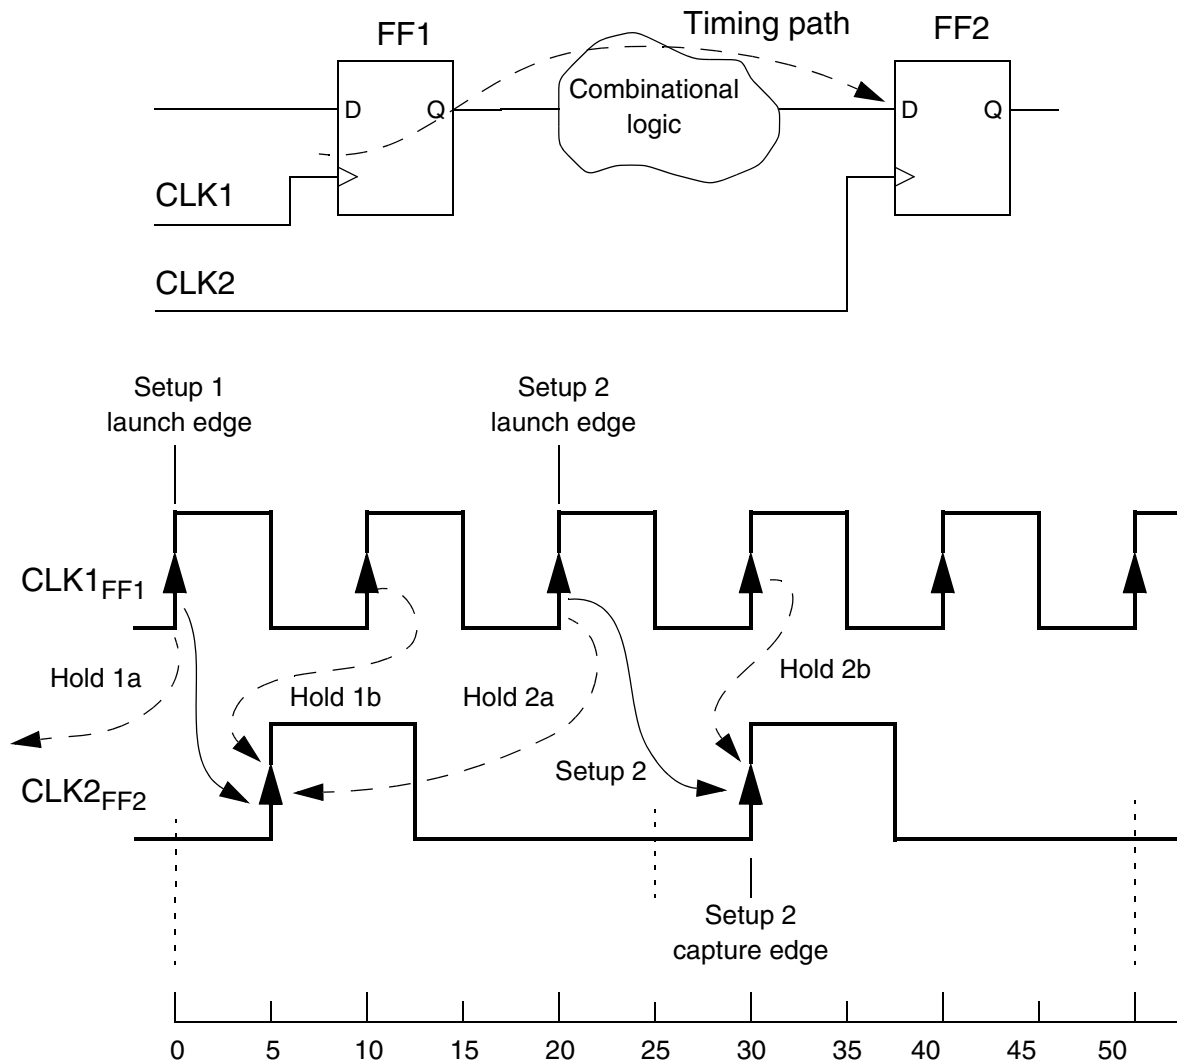 FF1
Timing path
FF2
Combinational
logic
D
Q
D
Q
CLK1
CLK2
Setup 1
launch edge
Setup 2
launch edge
CLK1FF1
Hold 1a
Hold 1b
Hold 2a
Hold 2b
Setup 2
CLK2FF2
Setup 2
capture edge
0 5 10 15 20 25 30 35 40 45 50